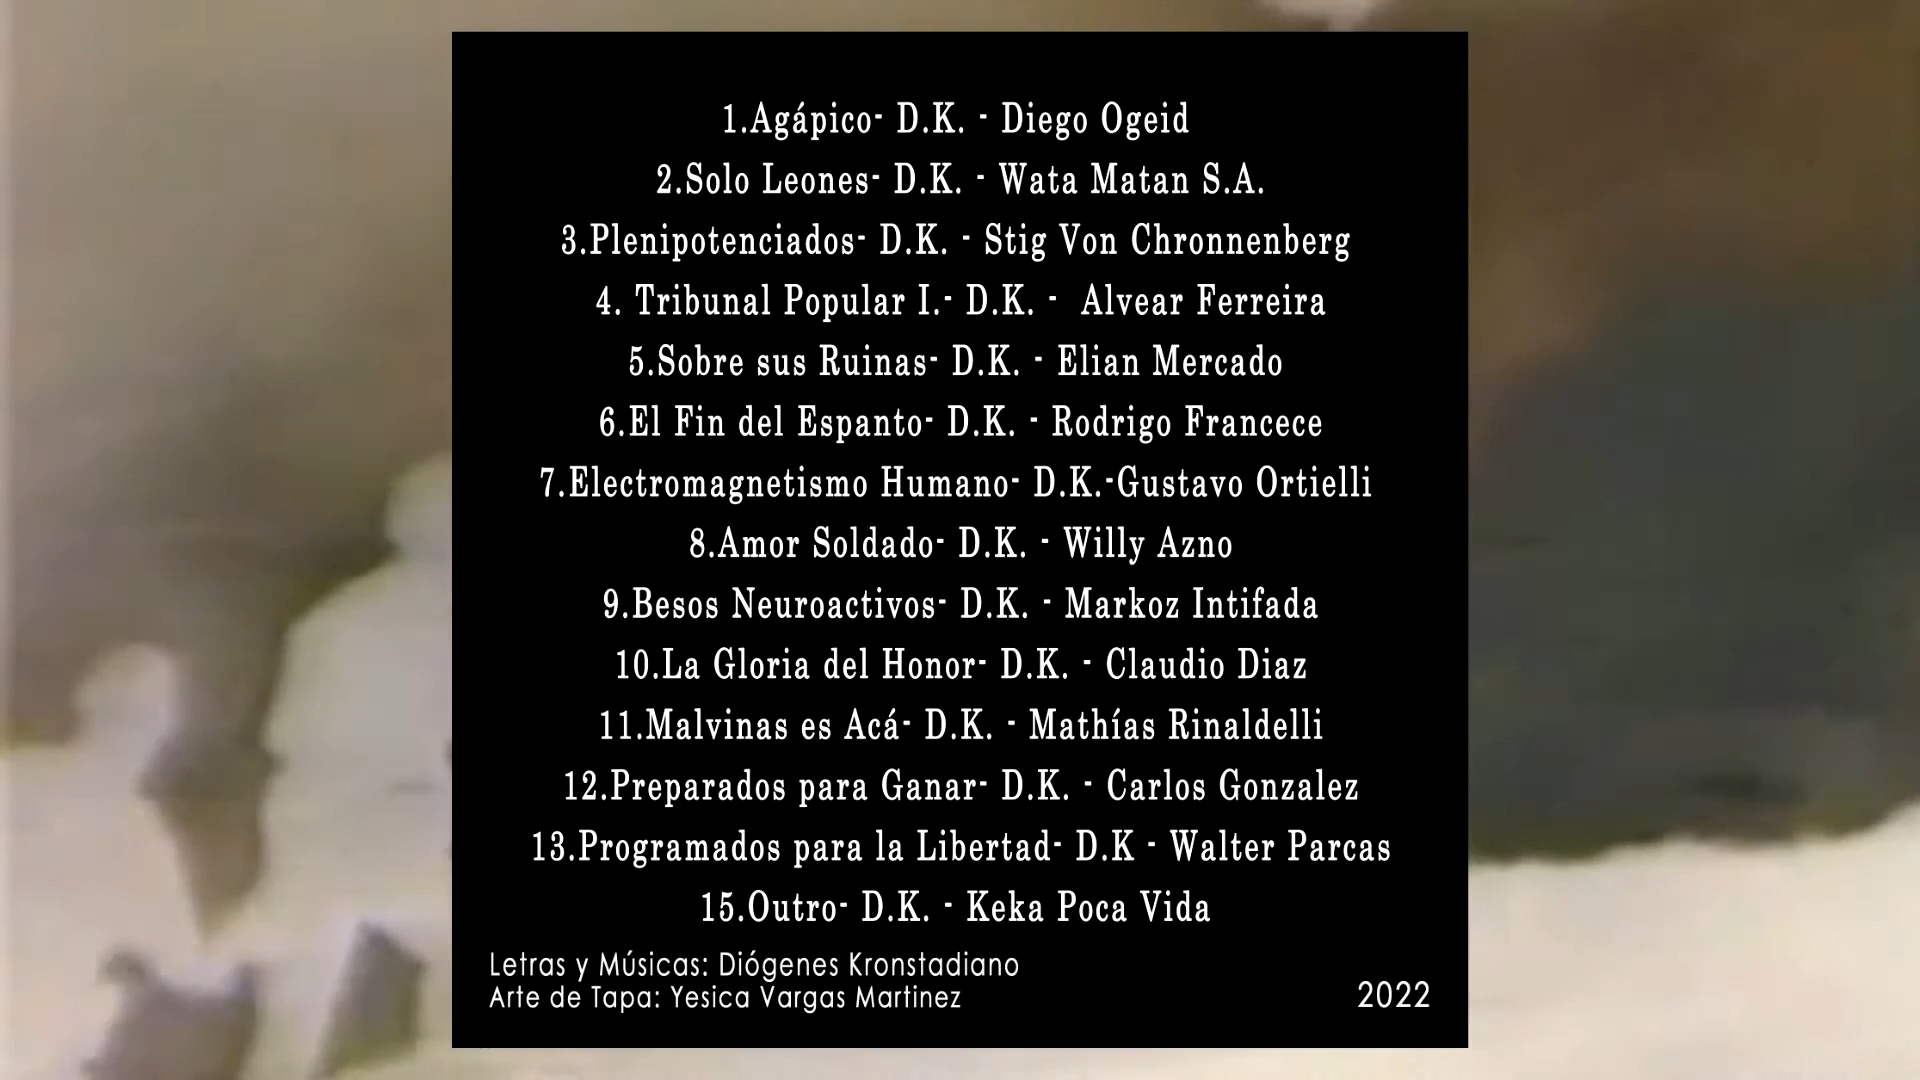 1.Agápico- D.K. - Diego Ogeid
2.Solo Leones- D.K. - Wata Matan S.A.
3.Plenipotenciados- D.K. - Stig Von Chronnenberg
4. Tribunal Popular I.- D.K. -  Alvear Ferreira
5.Sobre sus Ruinas- D.K. - Elian Mercado
6.El Fin del Espanto- D.K. - Rodrigo Francece
7.Electromagnetismo Humano- D.K.-Gustavo Ortielli
8.Amor Soldado- D.K. - Willy Azno
9.Besos Neuroactivos- D.K. - Markoz Intifada
10.La Gloria del Honor- D.K. - Claudio Diaz
11.Malvinas es Acá- D.K. - Mathías Rinaldelli
12.Preparados para Ganar- D.K. - Carlos Gonzalez
13.Programados para la Libertad- D.K - Walter Parcas
15.Outro- D.K. - Keka Poca Vida
Letras y Músicas: Diógenes Kronstadiano
Arte de Tapa: Yesica Vargas Martinez
2022